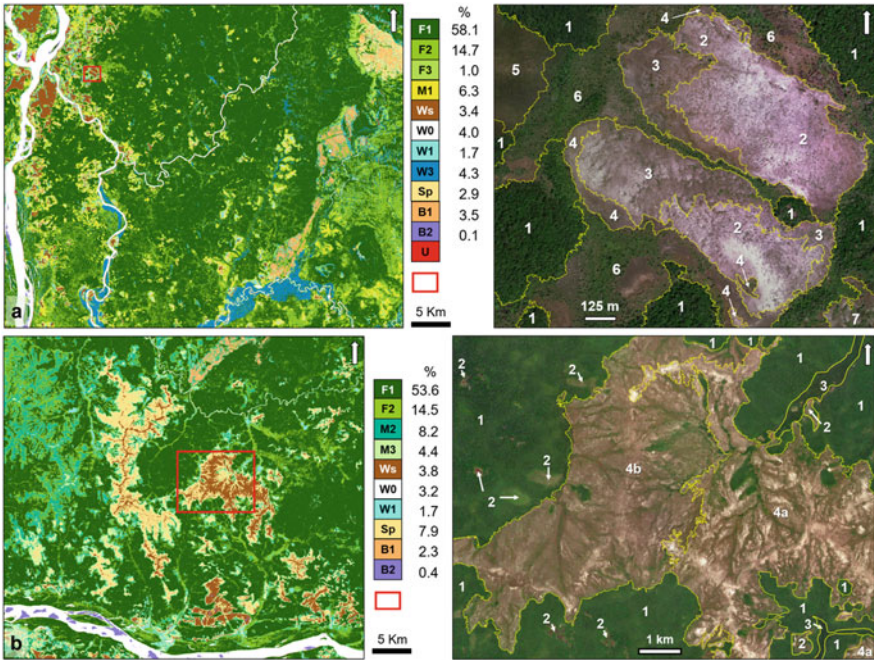 %
F1 58.1
F2 14.7
F3 1.0
M1 6.3
Ws 3.4
W0 4.0
W1 1.7
W3 4.3
Sp 2.9
B1 3.5
B2 0.1
U
5 Km
a
4
1
2
6
1
5
3
6
2
1
4
3
1
4
2
3
1
1
4
6
4
1
4
125 m
1
7
%
F1 53.6
F2 14.5
M2 8.2
M3 4.4
Ws 3.8
W0 3.2
W1 1.7
Sp 7.9
B1 2.3
B2 0.4
5 Km
b
1
1
1
2
2
3
1
1
2
4b
2
2
4a
1
1
1
3
2
2
1
2
1
4a
1 km